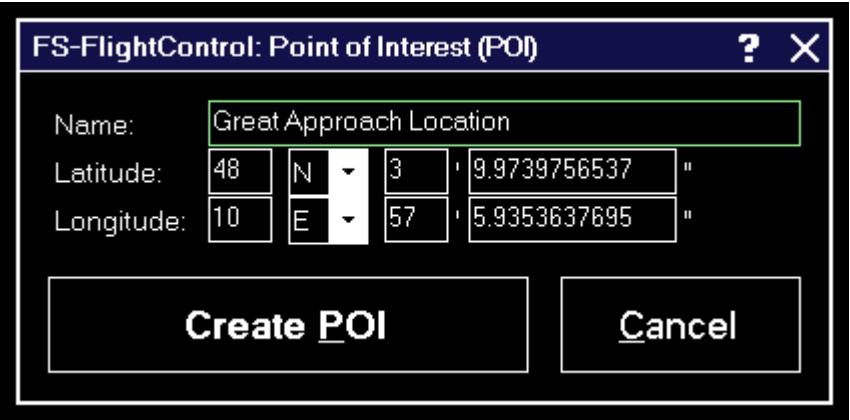 FS-FlightControl: Point of Interest (POI) ?
Name: Great Approach Location
Latitude: 48 N 3 ' 9.9739756537 "
Longitude: 10 E 57 ' 5.9353637695 "
Create POI Cancel